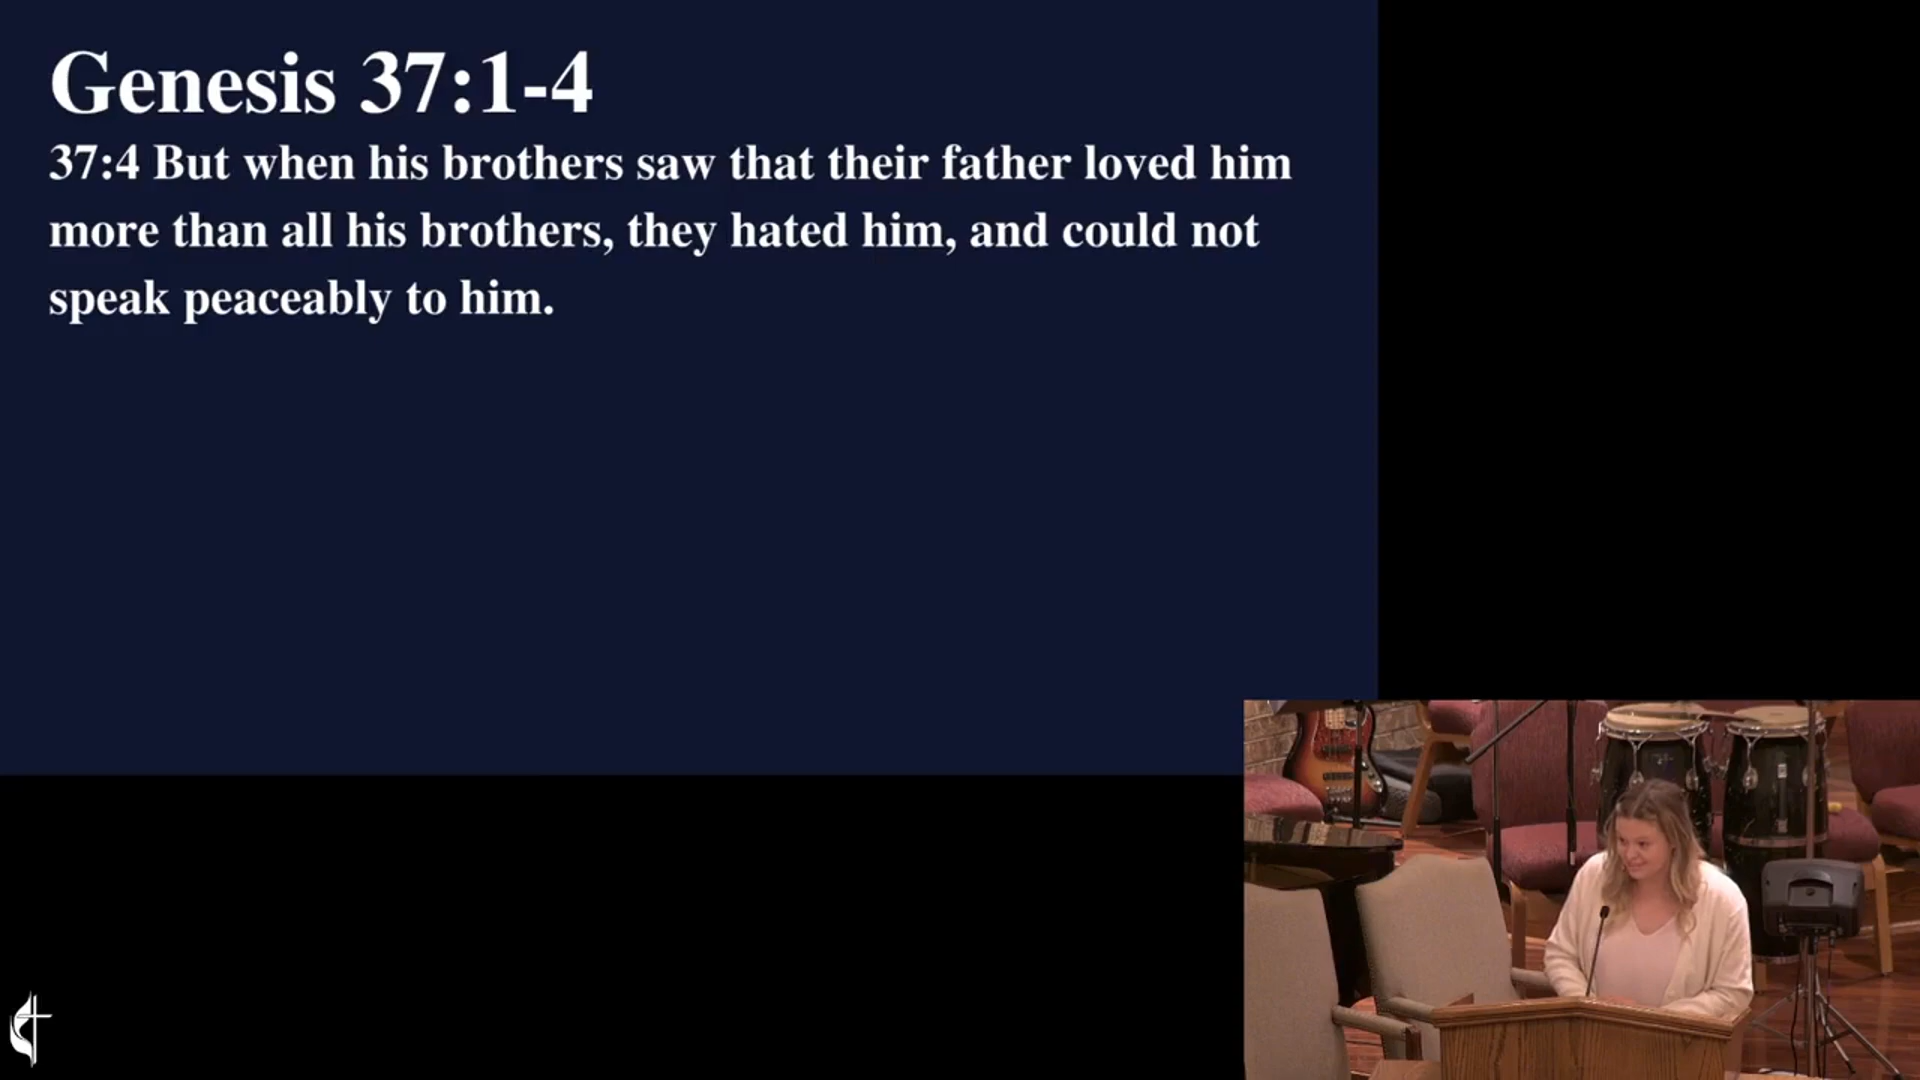 Genesis 37:1-4
37:4 But when his brothers saw that their father loved him
more than all his brothers, they hated him, and could not
speak peaceably to him.